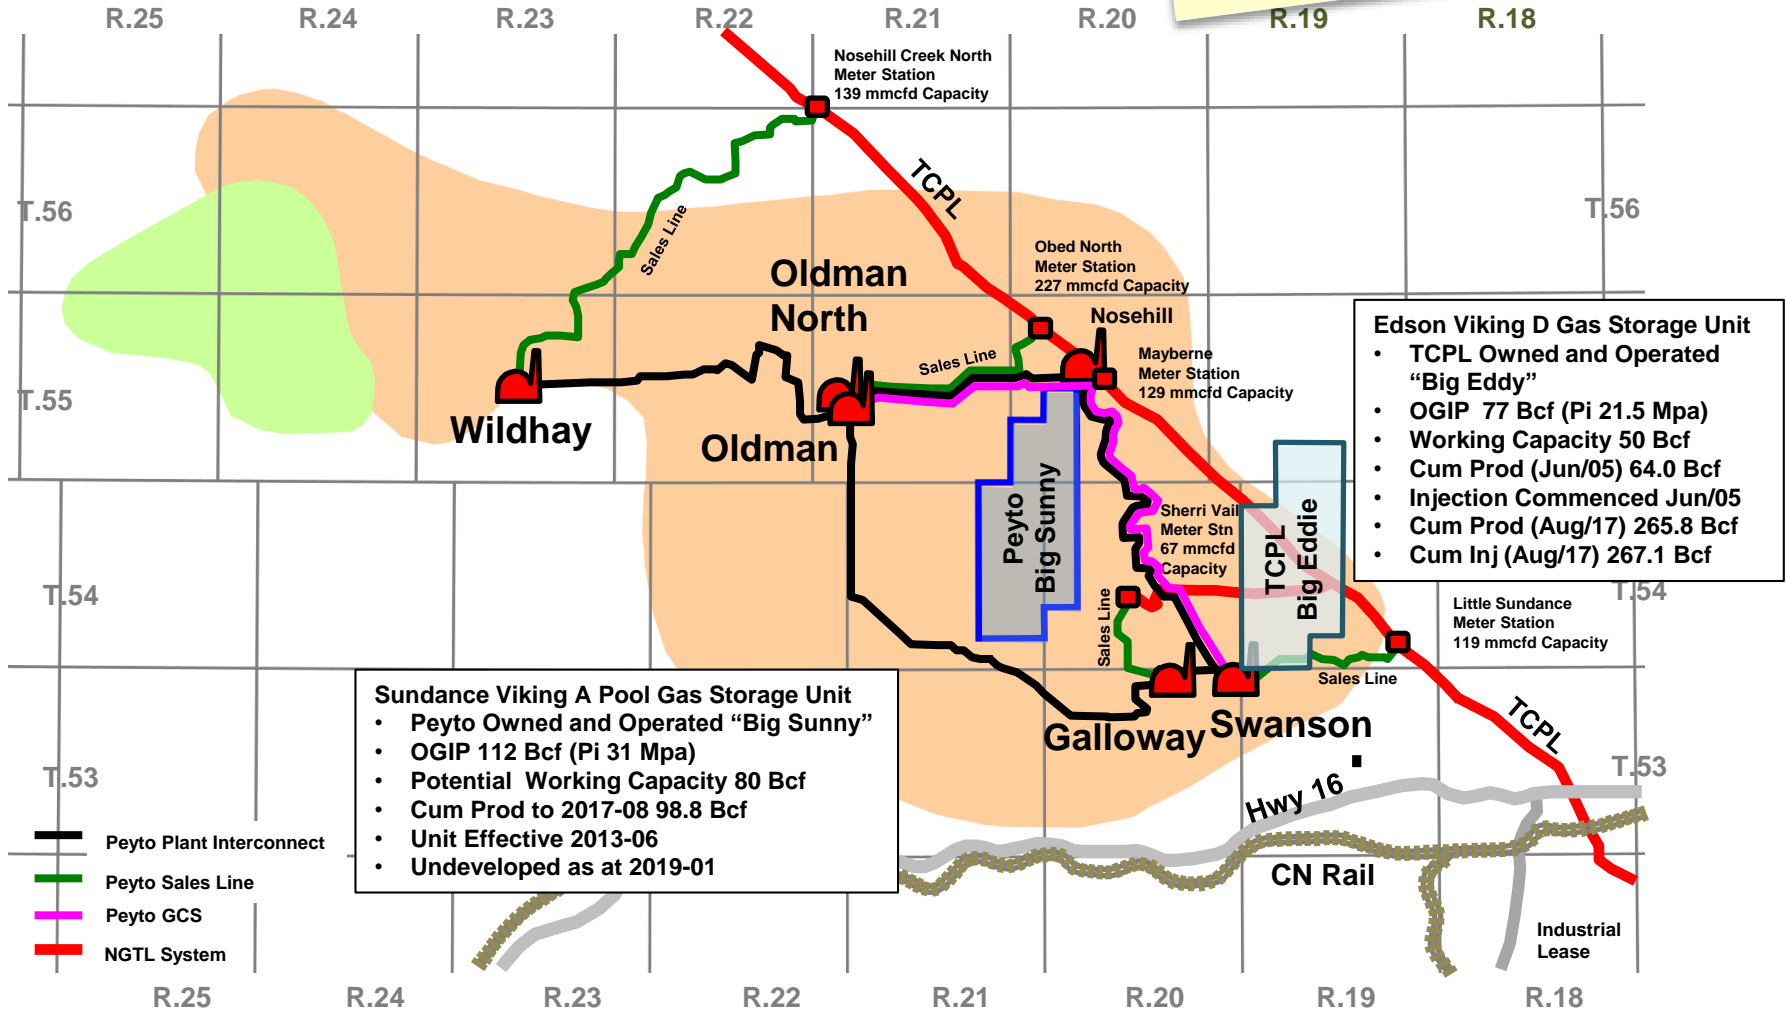 R.25 R.24 R.23 R.22 R.21 R.20 R.19 R.18
Nosehill Creek North
Meter Station
139 mmcfd Capacity
TCPL
T.56 T.56
Sales Line
Obed North
Meter Station
227 mmcfd Capacity
Oldman
North
Nosehill
Sales Line
Mayberne
Meter Station
129 mmcfd Capacity
Edson Viking D Gas Storage Unit
• TCPL Owned and Operated
“Big Eddy”
• OGIP 77 Bcf (Pi 21.5 Mpa)
• Working Capacity 50 Bcf
• Cum Prod (Jun/05) 64.0 Bcf
• Injection Commenced Jun/05
• Cum Prod (Aug/17) 265.8 Bcf
• Cum Inj (Aug/17) 267.1 Bcf
T.55
Wildhay
Oldman
Peyto
Big Sunny
Sherri Vail
Meter Stn
67 mmcfd
Capacity
TCPL
Big Eddie
T.54 T.54
Sales Line
Little Sundance
Meter Station
119 mmcfd Capacity
Sales Line
Sundance Viking A Pool Gas Storage Unit
• Peyto Owned and Operated “Big Sunny”
• OGIP 112 Bcf (Pi 31 Mpa)
• Potential Working Capacity 80 Bcf
• Cum Prod to 2017-08 98.8 Bcf
• Unit Effective 2013-06
• Undeveloped as at 2019-01
Galloway Swanson
TCPL
T.53 T.53
Hwy 16
CN Rail
Peyto Plant Interconnect
Peyto Sales Line
Peyto GCS
NGTL System
Industrial
Lease
R.25 R.24 R.23 R.22 R.21 R.20 R.19 R.18